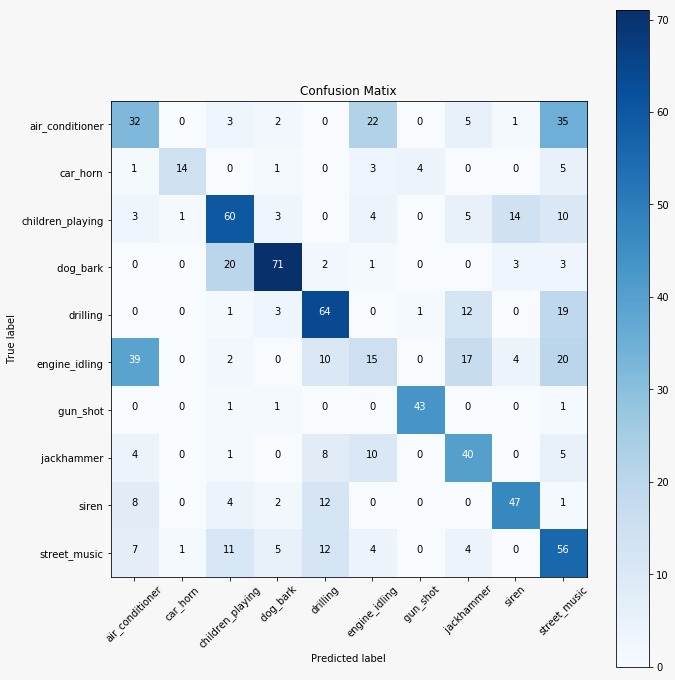 Confusion Matix
70
60
50
40
30
20
10
0
True label
air_conditioner 32 0 3 2 0 22 0 5 1 35
car_horn 1 14 0 1 0 3 4 0 0 5
children_playing 3 1 60 3 0 4 0 5 14 10
dog_bark 0 0 20 71 2 1 0 0 3 3
drilling 0 0 1 3 64 0 1 12 0 19
engine_idling 39 0 2 0 10 15 0 17 4 20
gun_shot 0 0 1 1 0 0 43 0 0 1
jackhammer 4 0 1 0 8 10 0 40 0 5
siren 8 0 4 2 12 0 0 0 47 1
street_music 7 1 11 5 12 4 0 4 0 56
air_conditioner car_horn children_playing dog_bark drilling engine_idling gun_shot jackhammer siren street_music
Predicted label